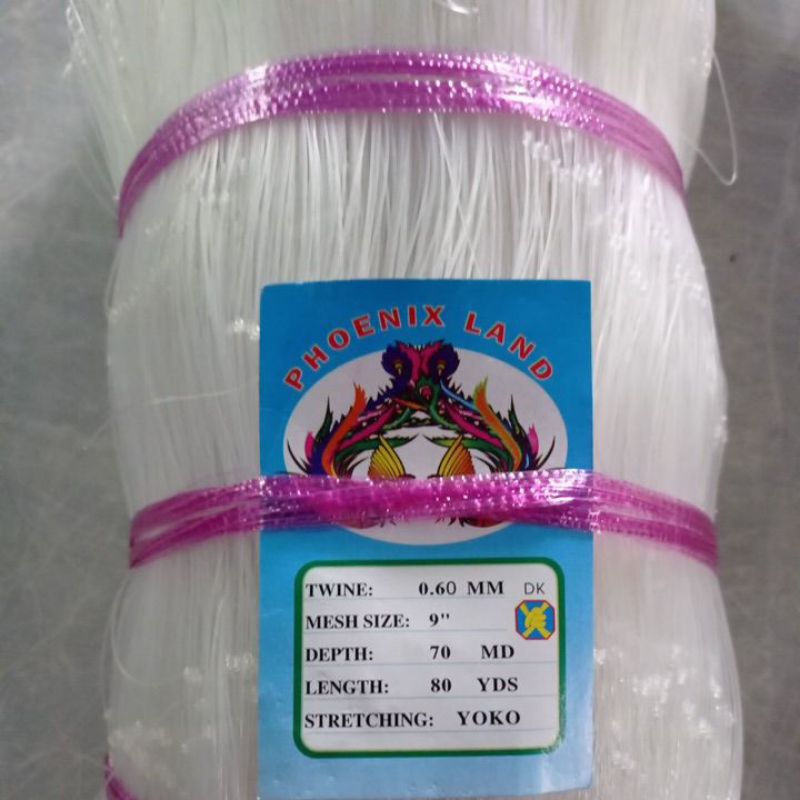 PHOENIX LAND
TWINE: 0.60 MM DK
MESH SIZE: 9"
DEPTH: 70 MD
LENGTH: 80 YDS
STRETCHING: YOKO